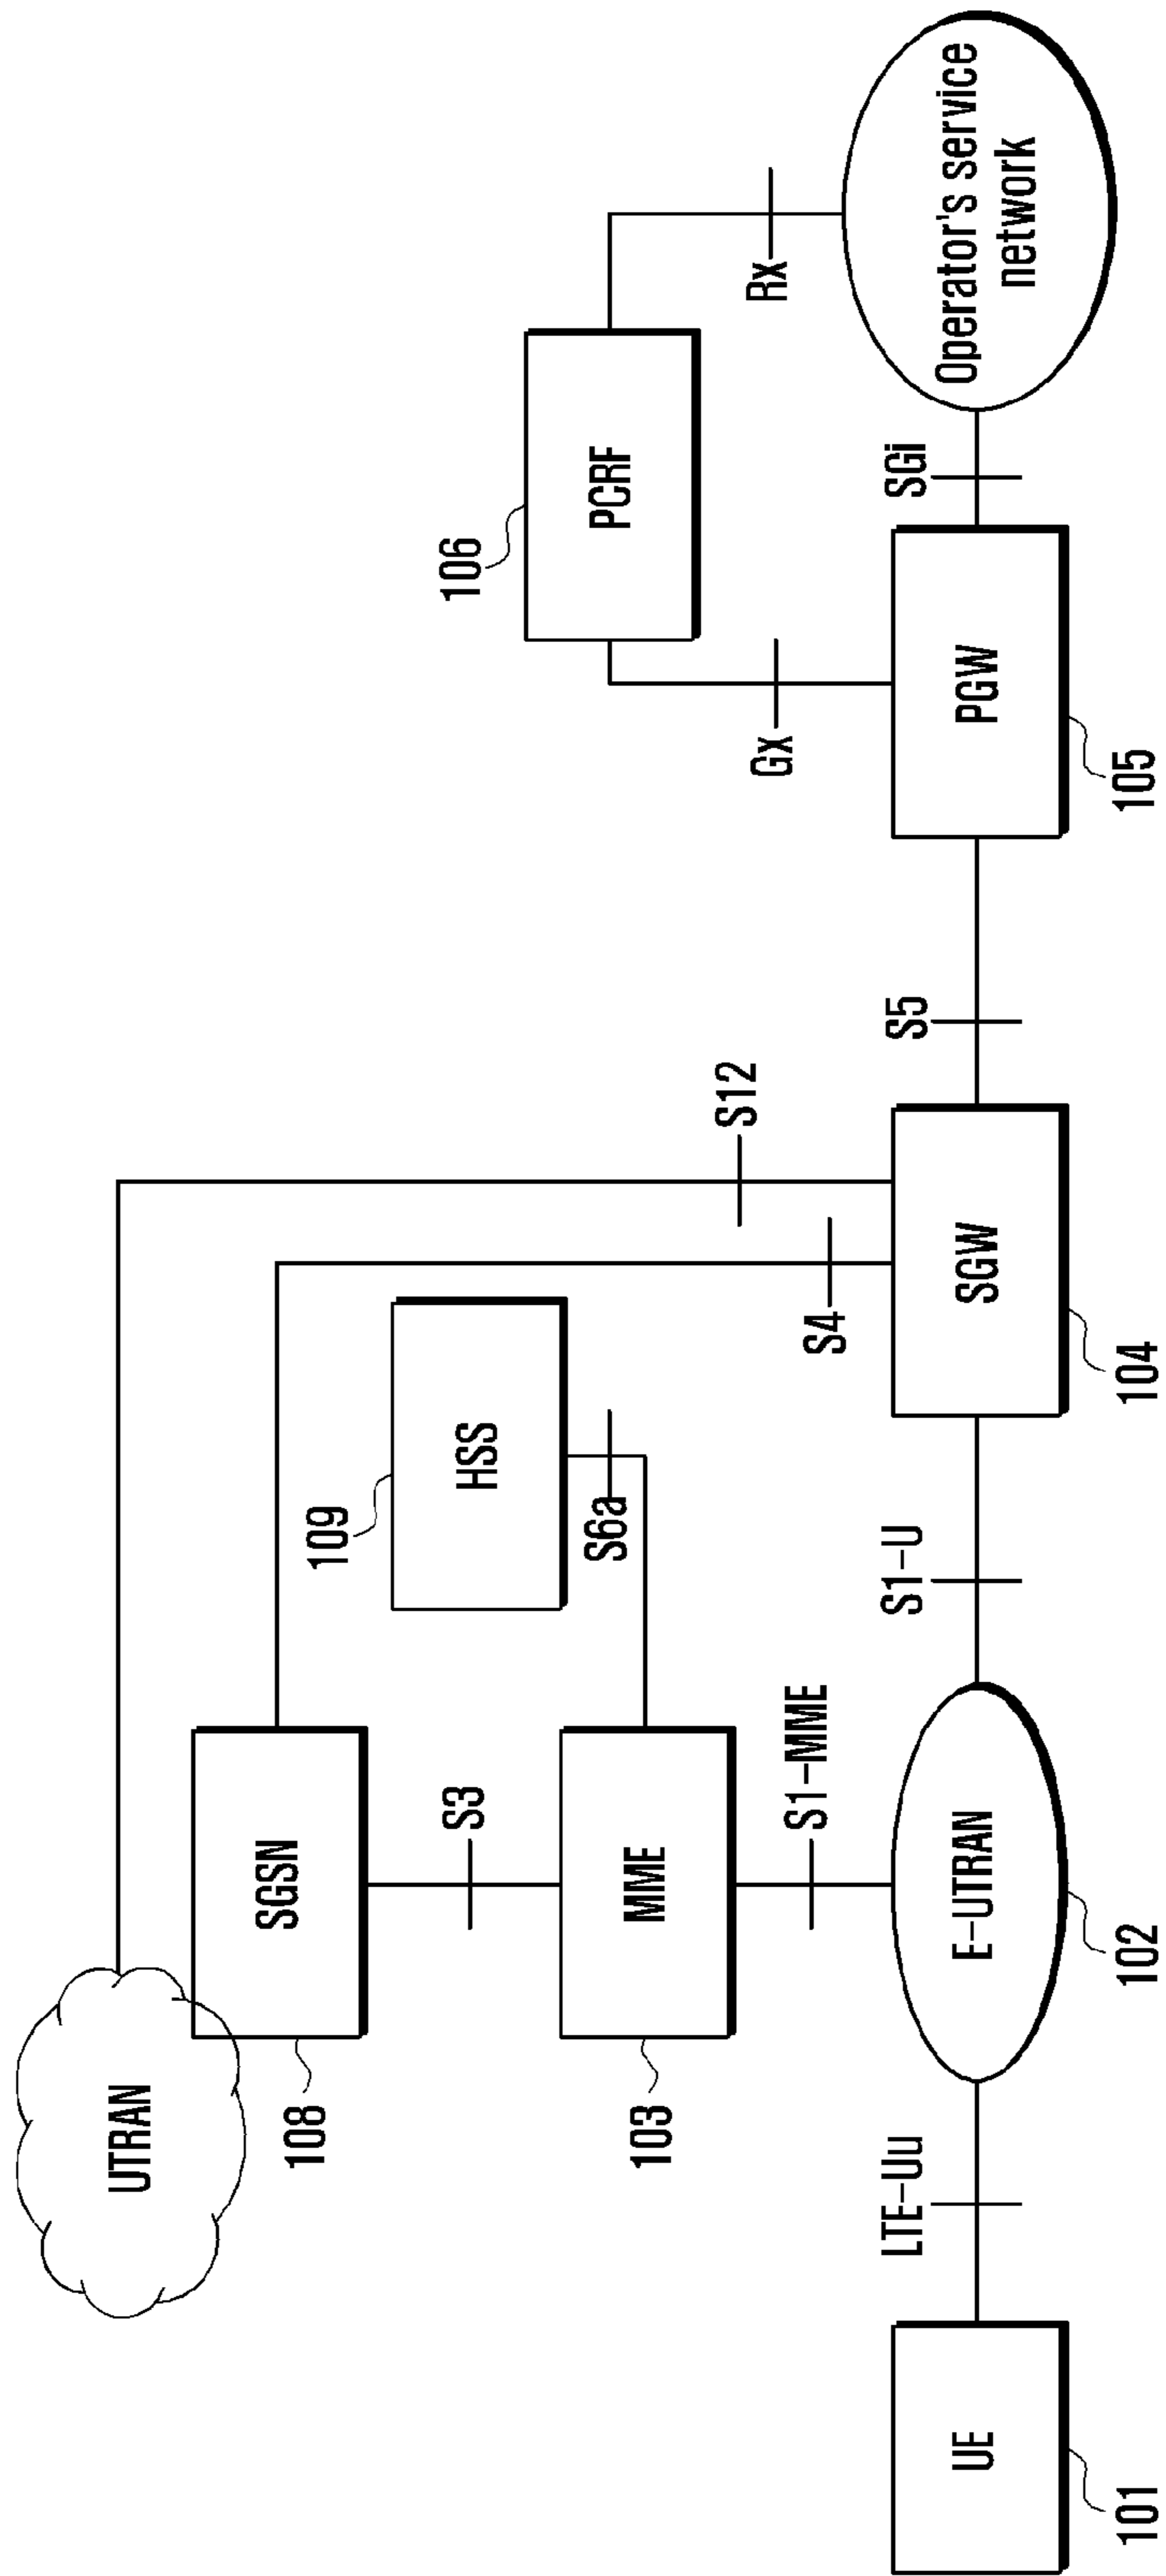 UTRAN
SGSN
108
HSS
109
S3
S6a
MME
103
S12
S4
PCRF
106
Gx
Rx
S1-MME
LTE-Uu
S1-U
S5
SGi
UE
101
E-UTRAN
102
SGW
104
PGW
105
Operator's service
network